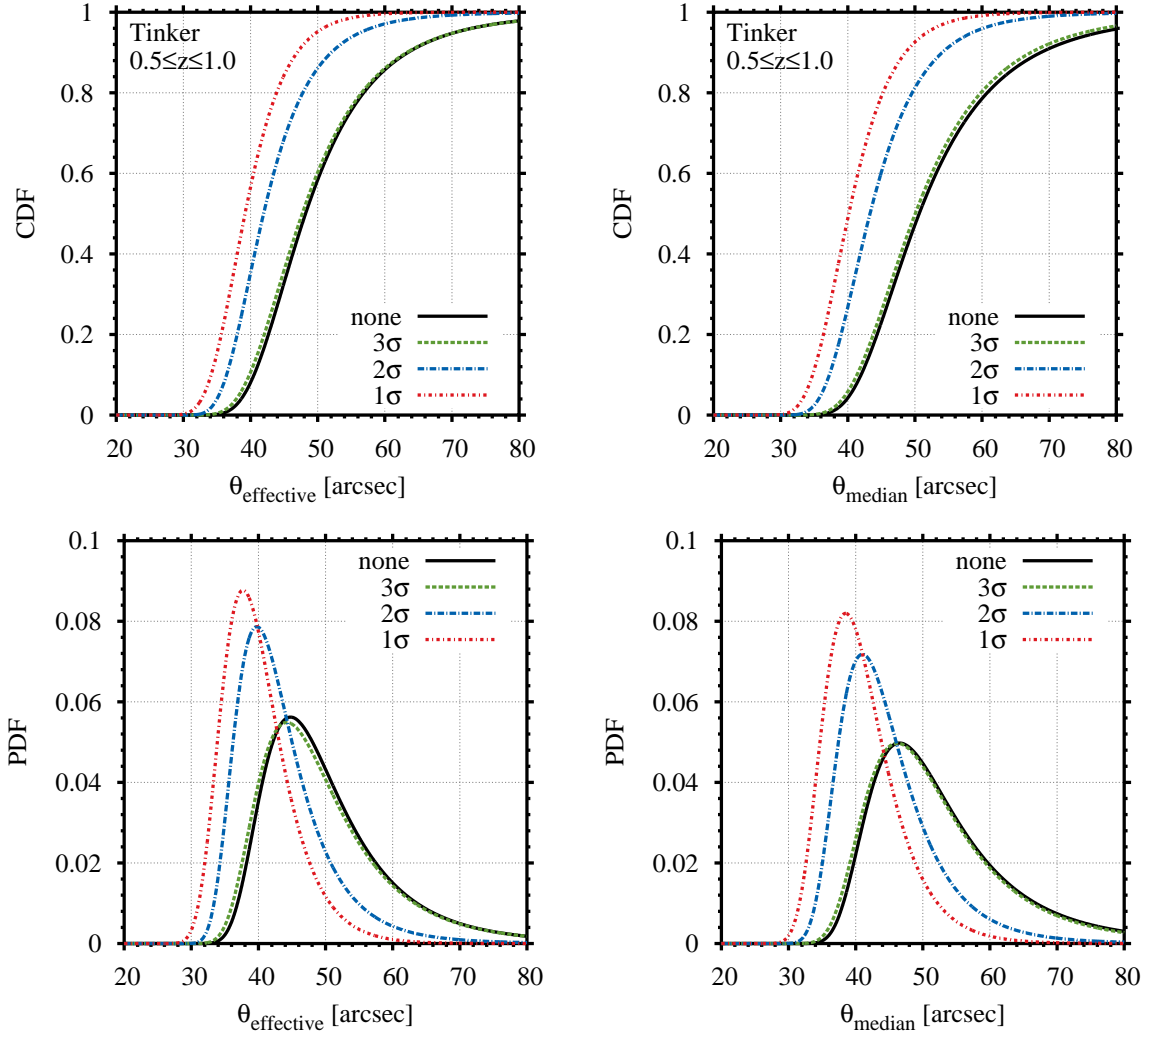 1
0.8
0.6
0.4
0.2
0
CDF
Tinker
0.5≤z≤1.0
none
3σ
2σ
1σ
20 30 40 50 60 70 80
θeffective [arcsec]
1
0.8
0.6
0.4
0.2
0
CDF
Tinker
0.5≤z≤1.0
none
3σ
2σ
1σ
20 30 40 50 60 70 80
θmedian [arcsec]
0.1
0.08
0.06
0.04
0.02
0
PDF
none
3σ
2σ
1σ
20 30 40 50 60 70 80
θeffective [arcsec]
0.1
0.08
0.06
0.04
0.02
0
PDF
none
3σ
2σ
1σ
20 30 40 50 60 70 80
θmedian [arcsec]